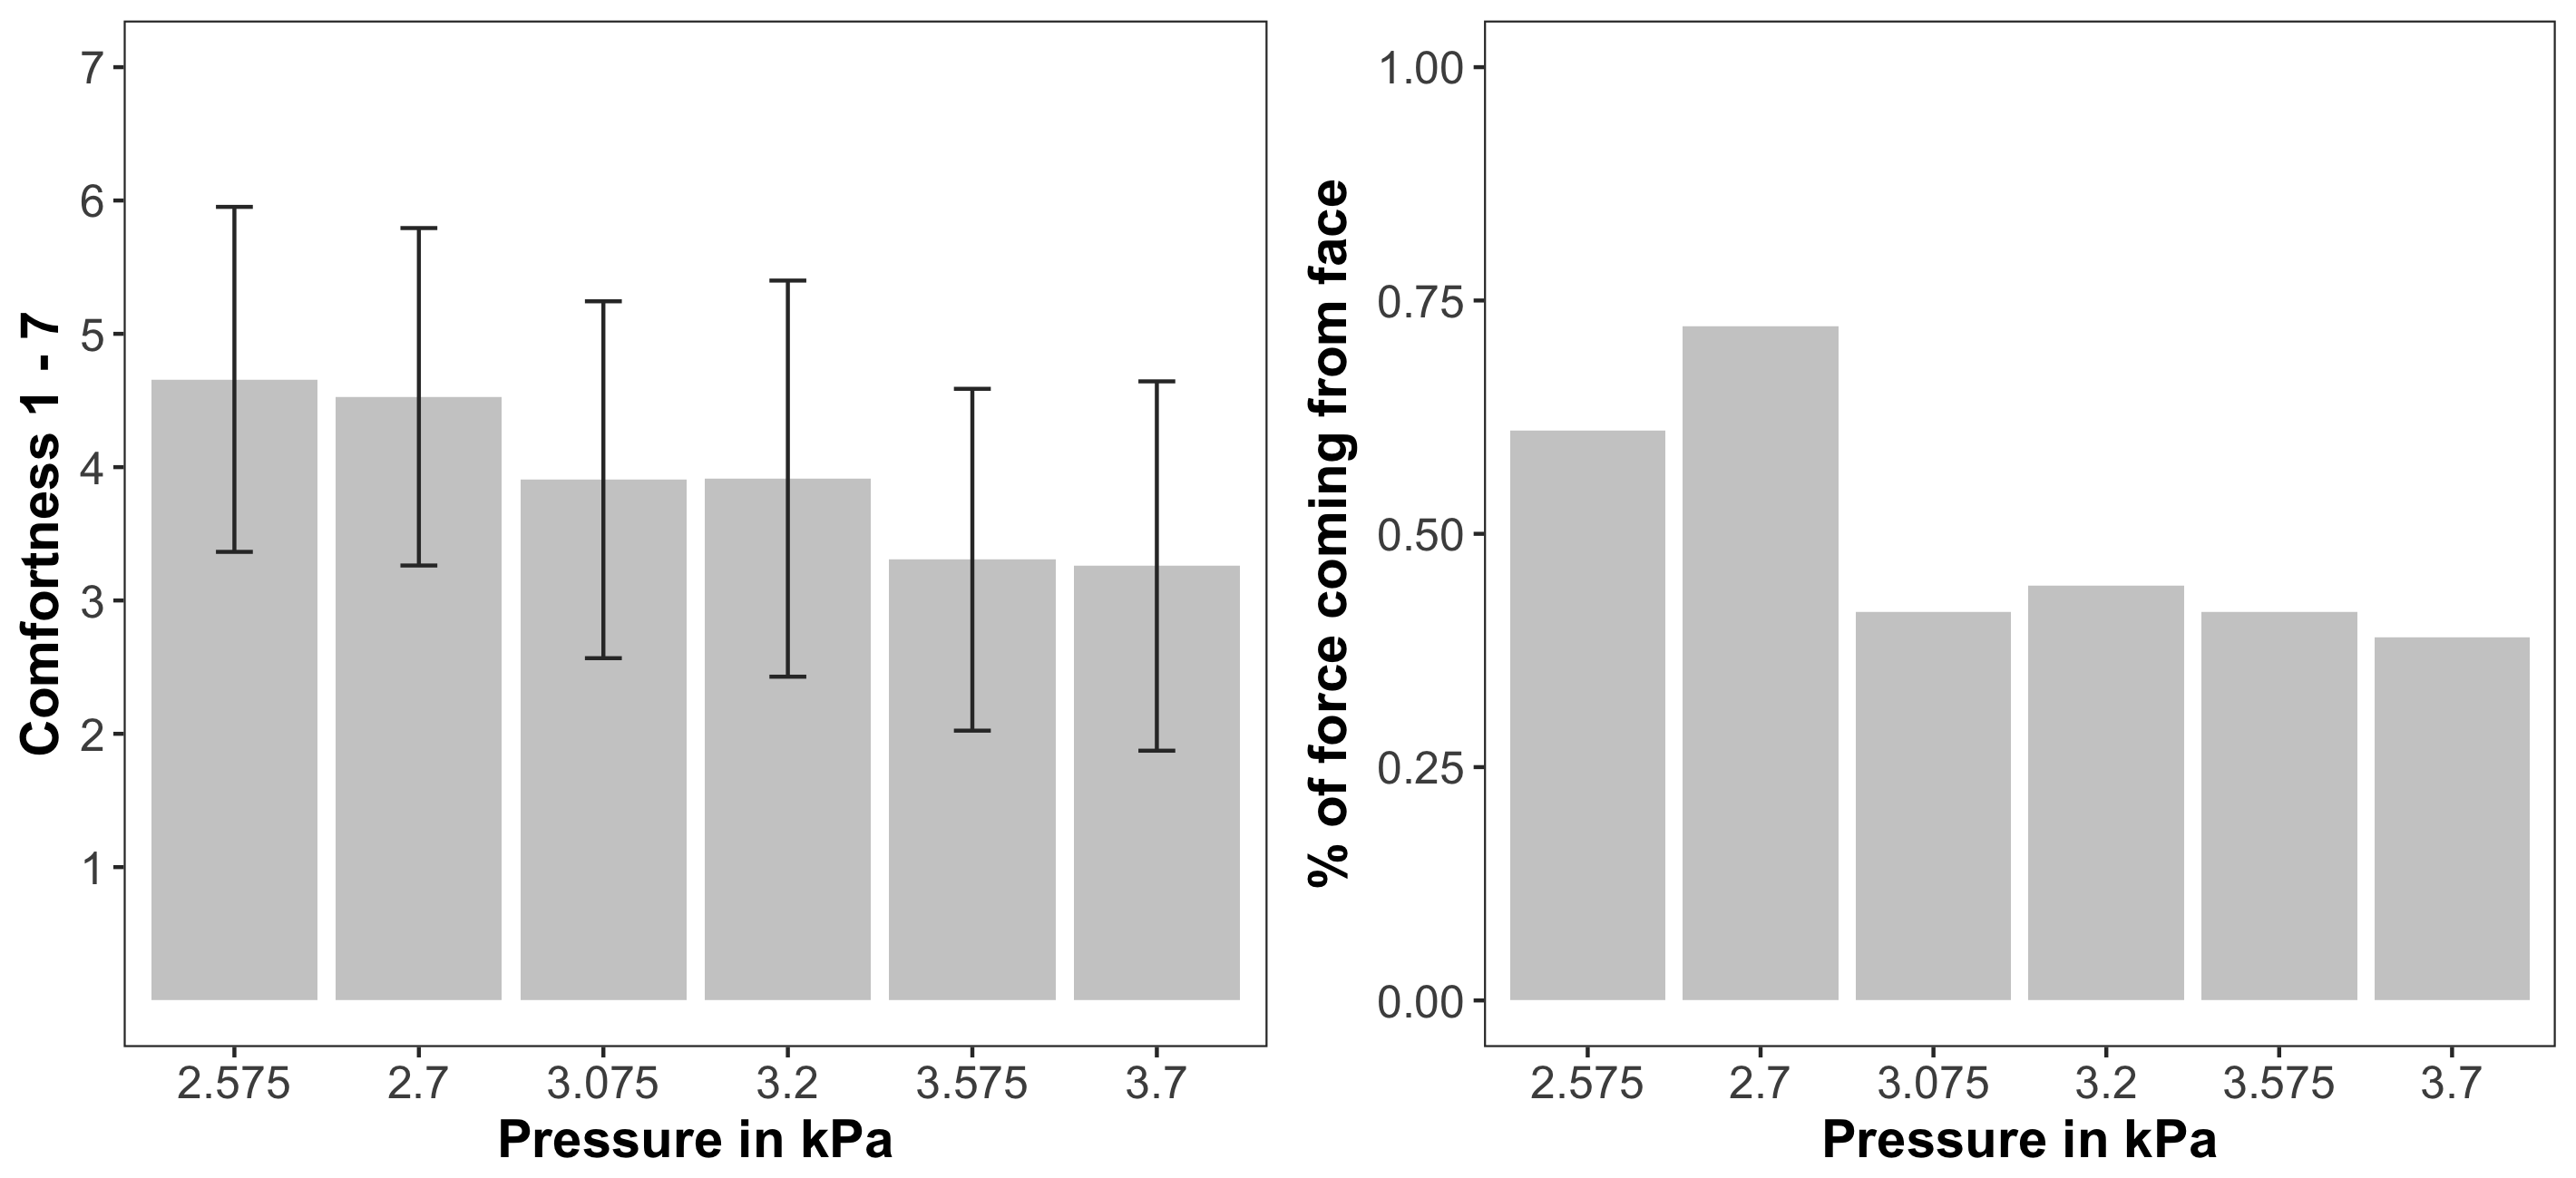 Comfortness 1 - 7
7
6
5
4
3
2
1
2.575 2.7 3.075 3.2 3.575 3.7
Pressure in kPa
% of force coming from face
1.00
0.75
0.50
0.25
0.00
2.575 2.7 3.075 3.2 3.575 3.7
Pressure in kPa